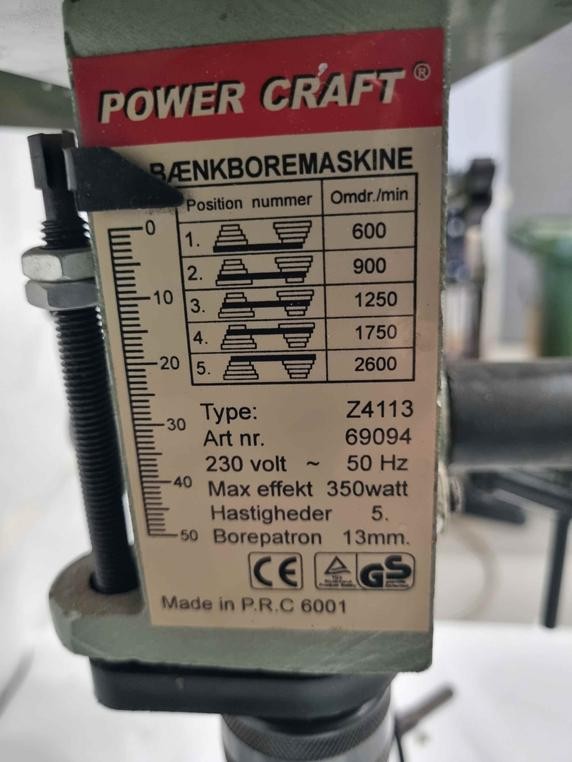 POWER CRAFT®
BÆNKBOREMASKINE
Position nummer Omdr./min
1. 600
2. 900
3. 1250
4. 1750
5. 2600
0
10
20
30
40
50
Type: Z4113
Art nr. 69094
230 volt ~ 50 Hz
Max effekt 350watt
Hastigheder 5.
Borepatron 13mm.
CE GS
Made in P.R.C 6001